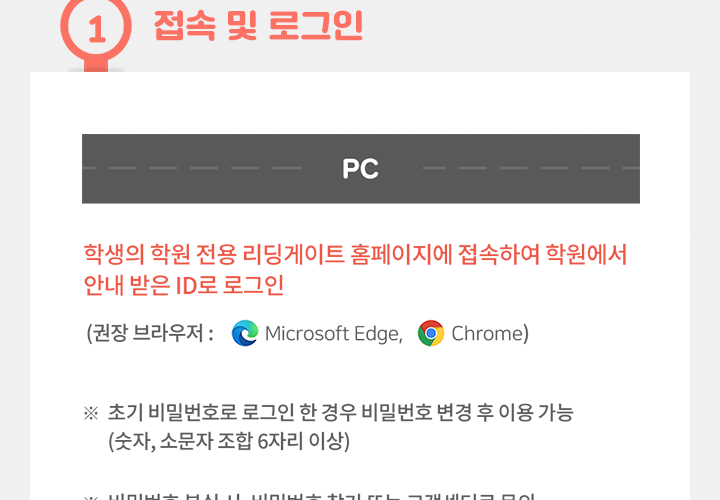 1 접속 및 로그인
PC
학생의 학원 전용 리딩게이트 홈페이지에 접속하여 학원에서
안내 받은 ID로 로그인
(권장 브라우저 : Microsoft Edge, Chrome)
※ 초기 비밀번호로 로그인 한 경우 비밀번호 변경 후 이용 가능
(숫자, 소문자 조합 6자리 이상)